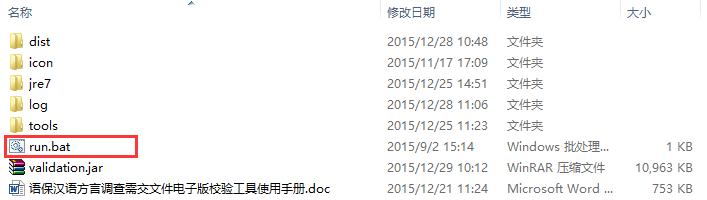 名称 修改日期 类型 大小
dist 2015/12/28 10:48 文件夹
icon 2015/11/17 17:09 文件夹
jre7 2015/12/25 14:51 文件夹
log 2015/12/28 11:06 文件夹
tools 2015/12/25 11:23 文件夹
run.bat 2015/9/2 15:14 Windows 批处理... 1 KB
validation.jar 2015/12/29 10:12 WinRAR 压缩文件 10,963 KB
语保汉语方言调查需交文件电子版校验工具使用手册.doc 2015/12/21 11:24 Microsoft Word ... 753 KB